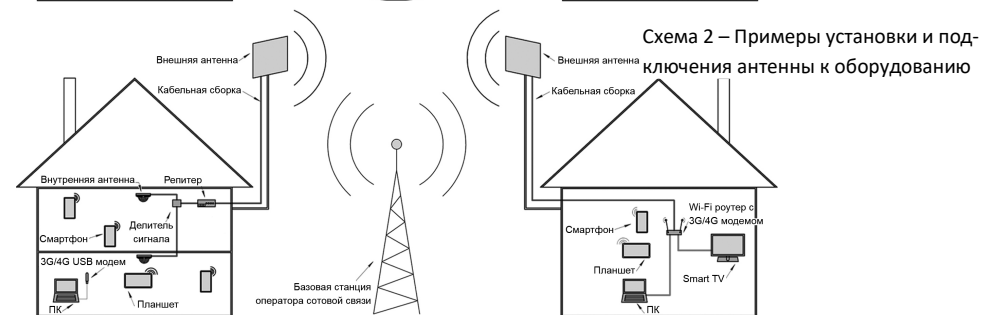 Схема 2 – Примеры установки и под-
ключения антенны к оборудованию
Внешняя антенна
Кабельная сборка
Внутренняя антенна
Репитер
Делитель
сигнала
Смартфон
3G/4G USB модем
Планшет
ПК
Базовая станция
оператора сотовой связи
Внешняя антенна
Кабельная сборка
Wi-Fi роутер с
3G/4G модемом
Смартфон
Планшет
Smart TV
ПК